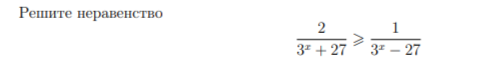 Решите неравенство
2/(3^x + 27) ⩾ 1/(3^x − 27)